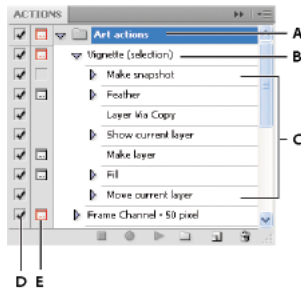 ACTIONS
Art actions
A
Vignette (selection)
B
Make snapshot
Feather
Layer Via Copy
C
Show current layer
Make layer
Fill
Move current layer
Frame Channel - 50 pixel
D E